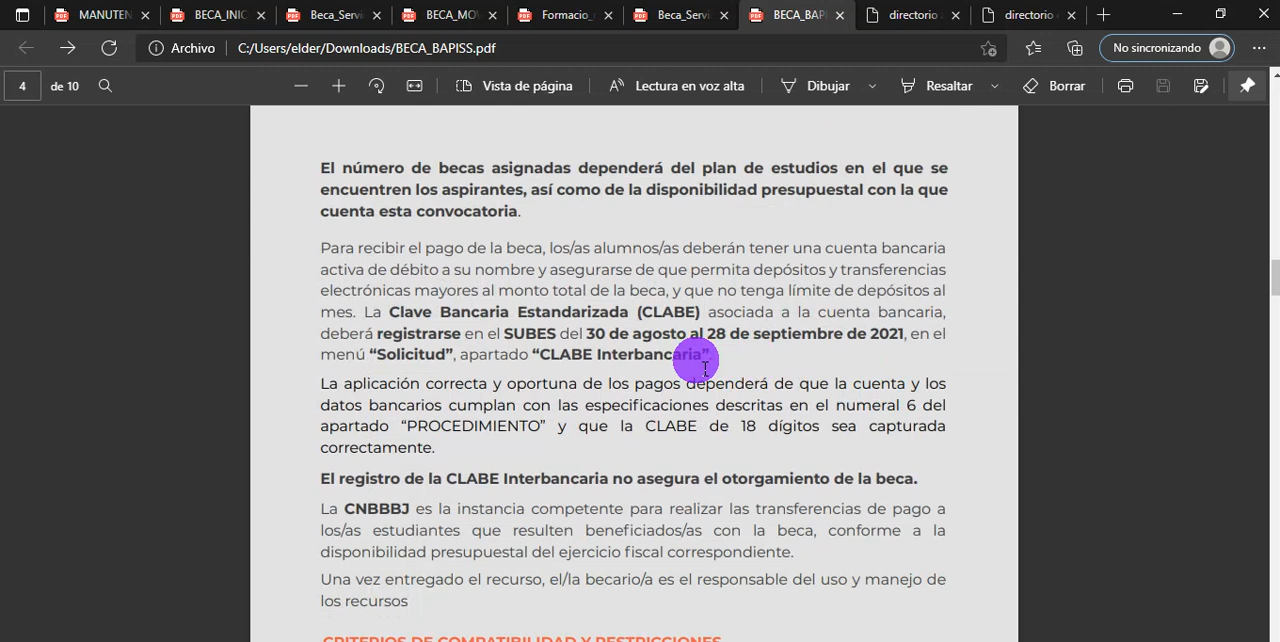 MANUTEN
BECA_INIC
Beca_Servi
BECA_MO
Formacio
Beca_Servi
BECA_BAPI
directorio
directorio
Archivo
C:/Users/elder/Downloads/BECA_BAPISS.pdf
No sincronizando
4
de 10
Vista de página
Lectura en voz alta
Dibujar
Resaltar
Borrar
El número de becas asignadas dependerá del plan de estudios en el que se
encuentren los aspirantes, así como de la disponibilidad presupuestal con la que
cuenta esta convocatoria.
Para recibir el pago de la beca, los/as alumnos/as deberán tener una cuenta bancaria
activa de débito a su nombre y asegurarse de que permita depósitos y transferencias
electrónicas mayores al monto total de la beca, y que no tenga límite de depósitos al
mes. La Clave Bancaria Estandarizada (CLABE) asociada a la cuenta bancaria,
deberá registrarse en el SUBES del 30 de agosto al 28 de septiembre de 2021, en el
menú “Solicitud”, apartado “CLABE Interbancaria”.
La aplicación correcta y oportuna de los pagos dependerá de que la cuenta y los
datos bancarios cumplan con las especificaciones descritas en el numeral 6 del
apartado “PROCEDIMIENTO” y que la CLABE de 18 dígitos sea capturada
correctamente.
El registro de la CLABE Interbancaria no asegura el otorgamiento de la beca.
La CNBBBJ es la instancia competente para realizar las transferencias de pago a
los/as estudiantes que resulten beneficiados/as con la beca, conforme a la
disponibilidad presupuestal del ejercicio fiscal correspondiente.
Una vez entregado el recurso, el/la becario/a es el responsable del uso y manejo de
los recursos
CRITERIOS DE COMPATIBILIDAD Y RESTRICCIONES